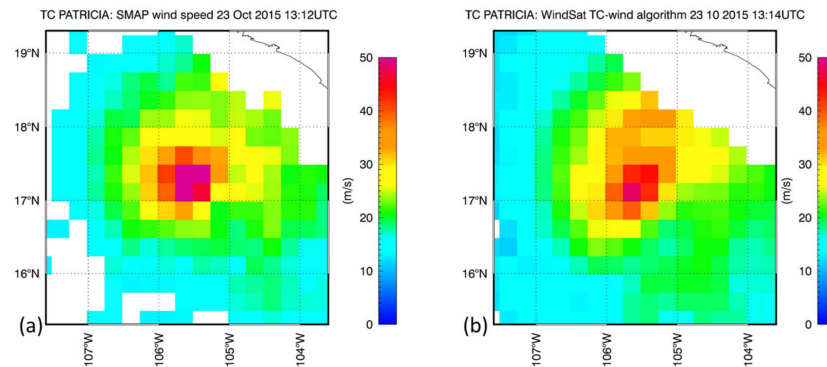 TC PATRICIA: SMAP wind speed 23 Oct 2015 13:12UTC
19°N
18°N
17°N
16°N
107°W
106°W
105°W
104°W
50
40
30
20
10
0
(m/s)
(a)
TC PATRICIA: WindSat TC-wind algorithm 23 10 2015 13:14UTC
19°N
18°N
17°N
16°N
107°W
106°W
105°W
104°W
50
40
30
20
10
0
(m/s)
(b)